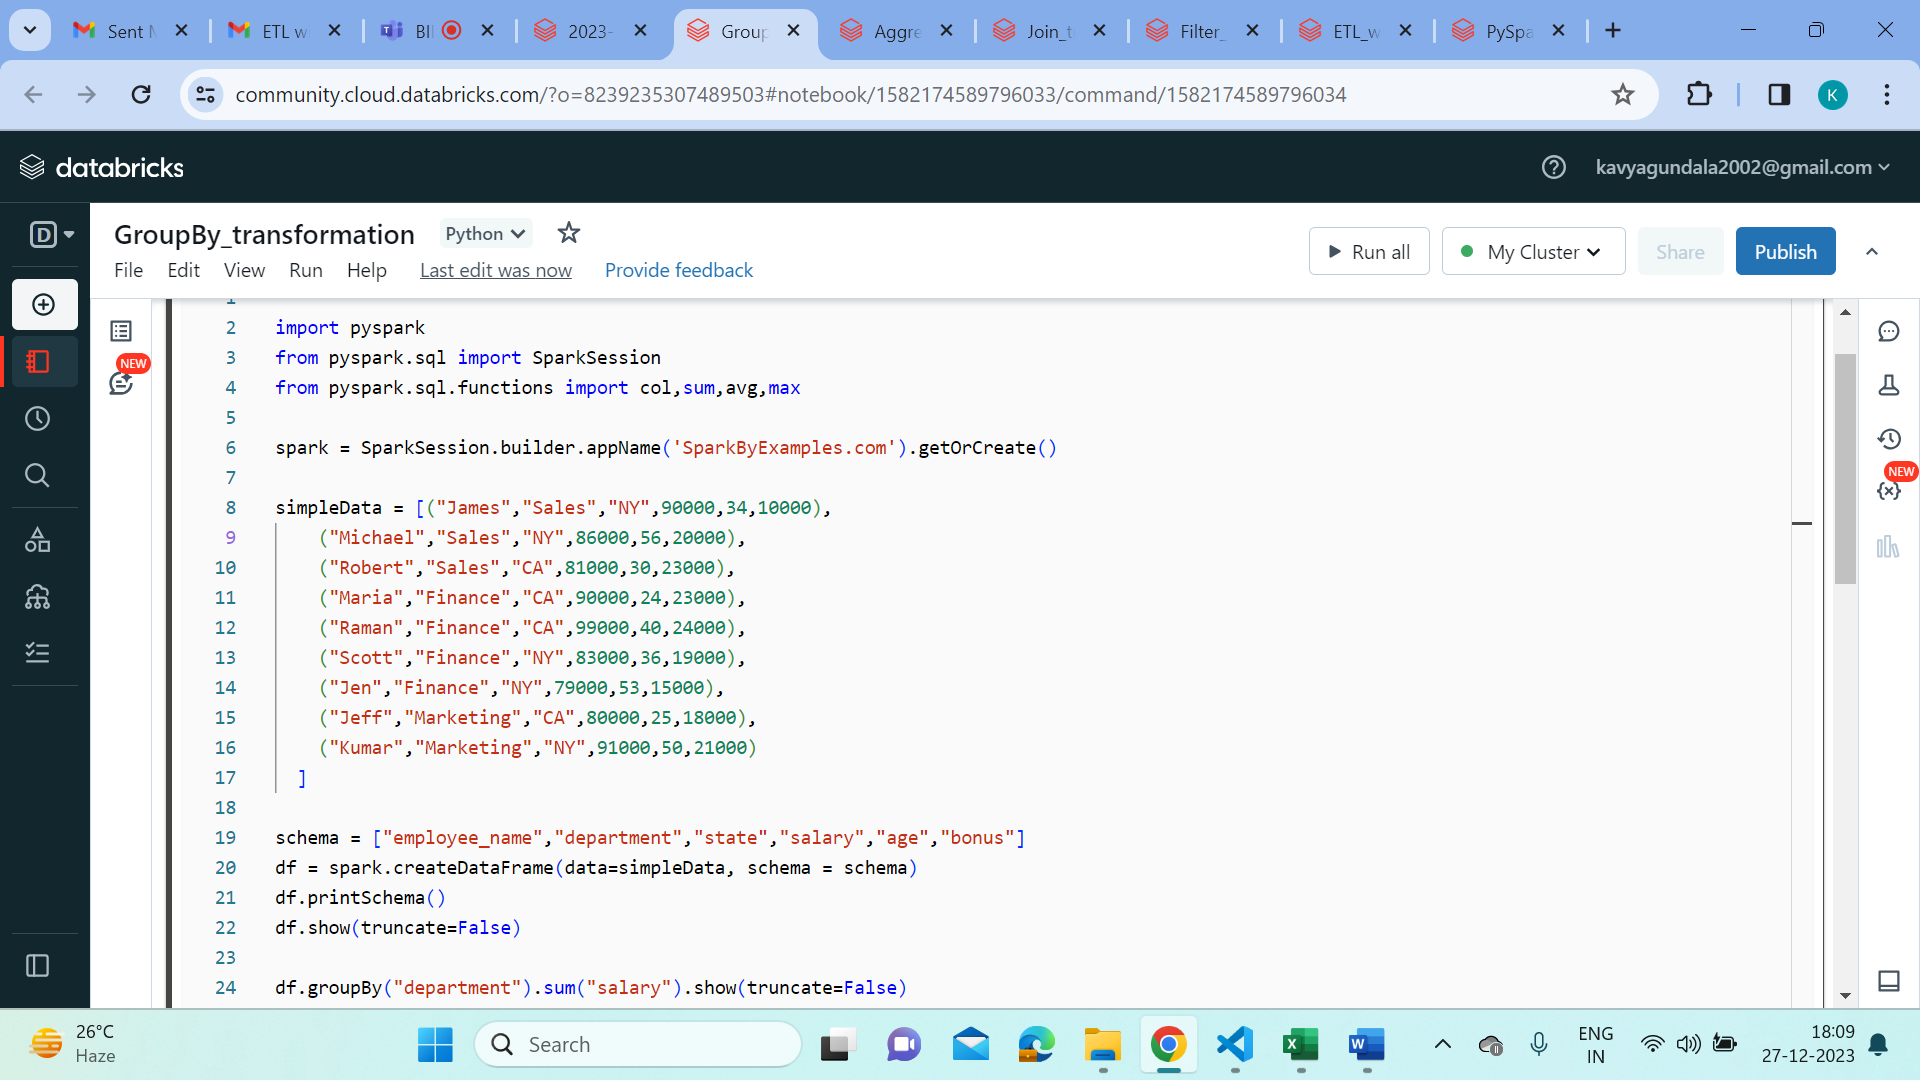 Sent M
ETL w
BI
2023-
Group
Aggre
Join_t
Filter_
ETL_w
PySpa
community.cloud.databricks.com/?o=8239235307489503#notebook/1582174589796033/command/1582174589796034
K
databricks
kavyagundala2002@gmail.com
D
GroupBy_transformation
Python
File Edit View Run Help Last edit was now Provide feedback
Run all
My Cluster
Share
Publish
NEW
NEW
1
2 import pyspark
3 from pyspark.sql import SparkSession
4 from pyspark.sql.functions import col,sum,avg,max
5
6 spark = SparkSession.builder.appName('SparkByExamples.com').getOrCreate()
7
8 simpleData = [("James","Sales","NY",90000,34,10000),
9 ("Michael","Sales","NY",86000,56,20000),
10 ("Robert","Sales","CA",81000,30,23000),
11 ("Maria","Finance","CA",90000,24,23000),
12 ("Raman","Finance","CA",99000,40,24000),
13 ("Scott","Finance","NY",83000,36,19000),
14 ("Jen","Finance","NY",79000,53,15000),
15 ("Jeff","Marketing","CA",80000,25,18000),
16 ("Kumar","Marketing","NY",91000,50,21000)
17 ]
18
19 schema = ["employee_name","department","state","salary","age","bonus"]
20 df = spark.createDataFrame(data=simpleData, schema = schema)
21 df.printSchema()
22 df.show(truncate=False)
23
24 df.groupBy("department").sum("salary").show(truncate=False)
26°C
Haze
Search
ENG
IN
18:09
27-12-2023